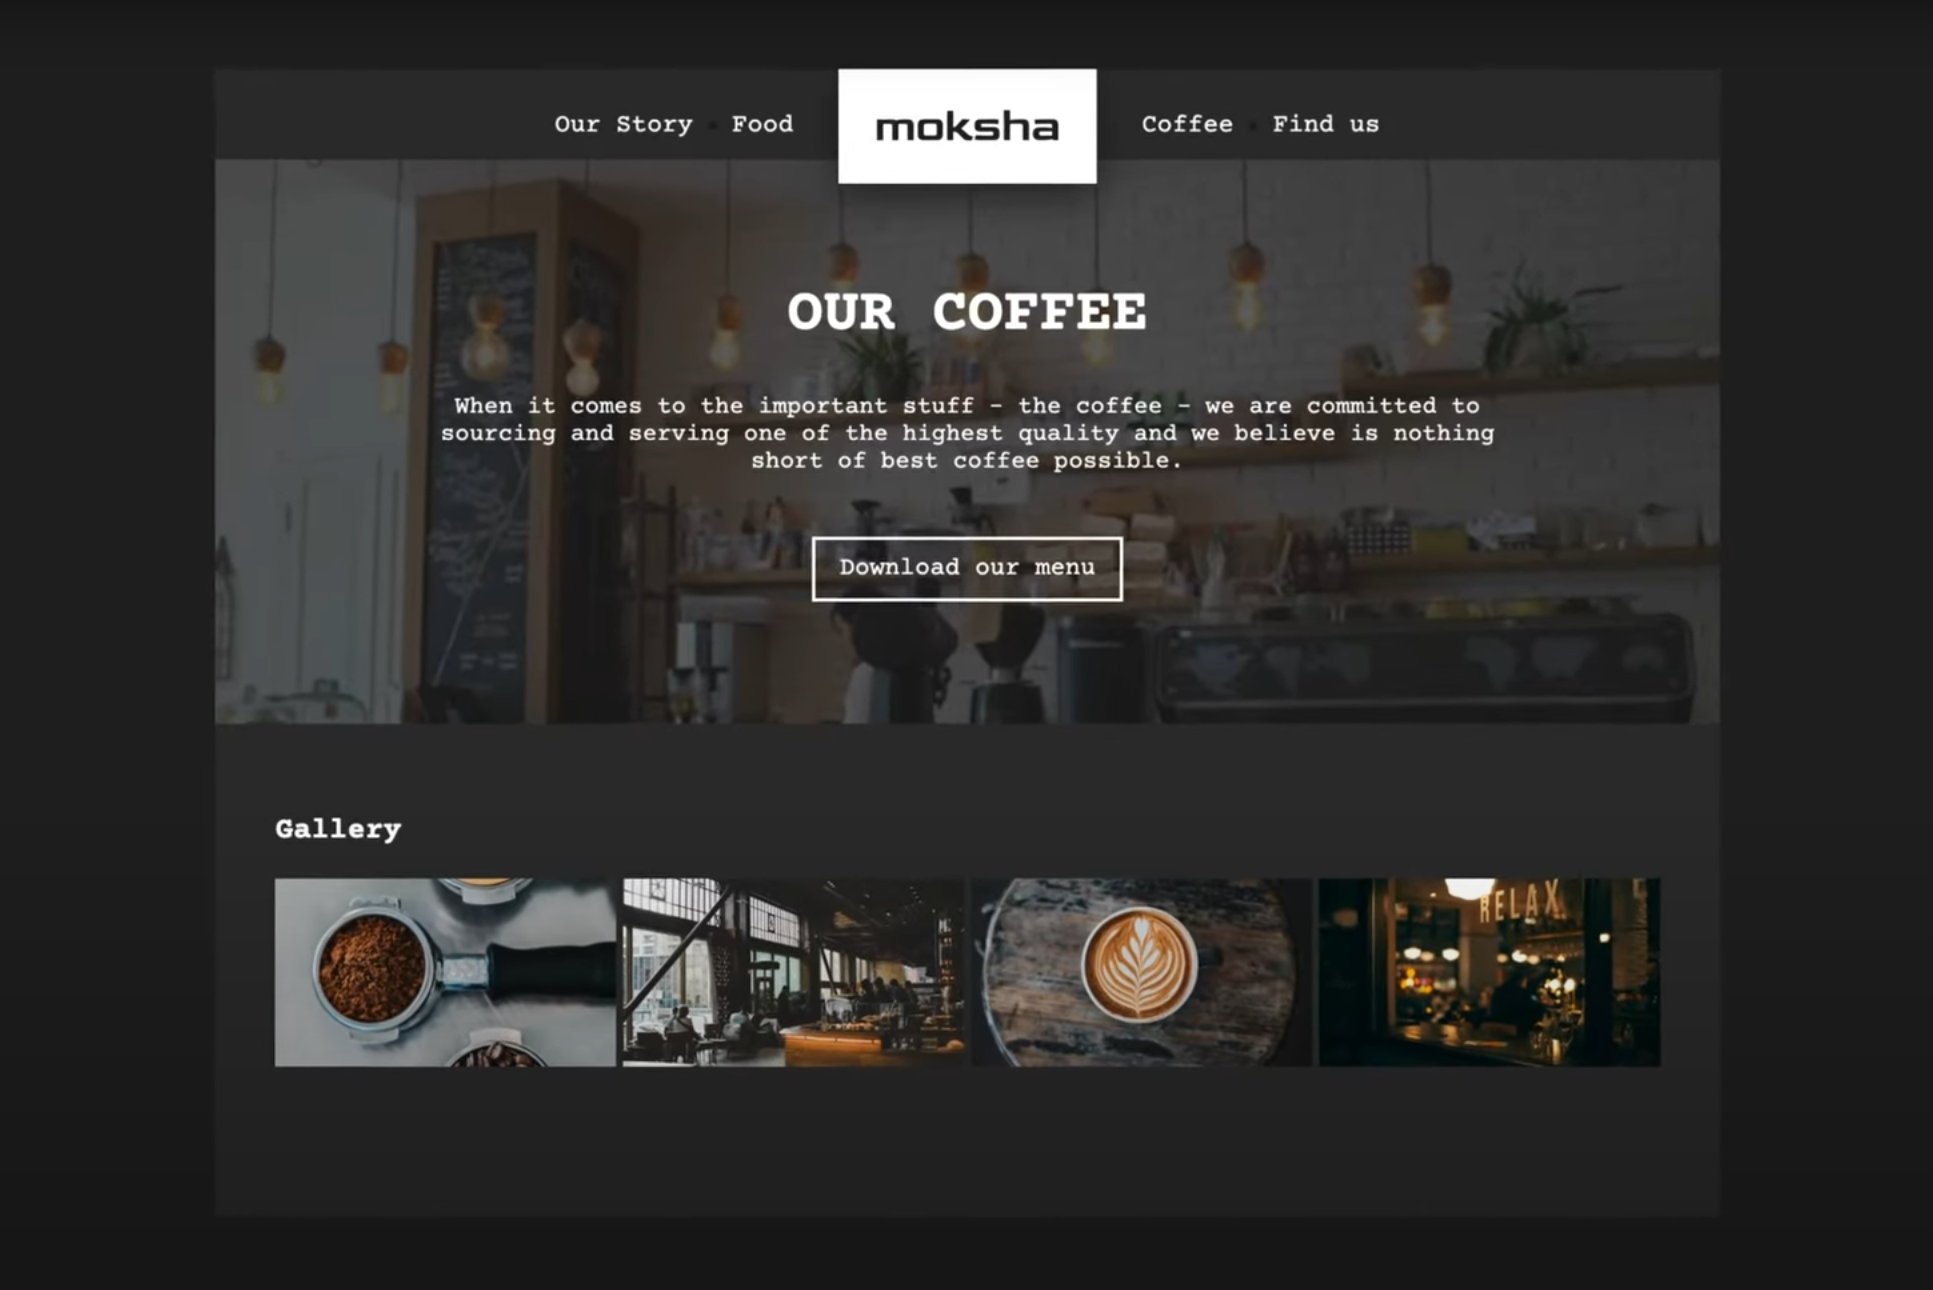 Our Story • Food
moksha
Coffee • Find us
OUR COFFEE
When it comes to the important stuff – the coffee – we are committed to
sourcing and serving one of the highest quality and we believe is nothing
short of best coffee possible.
Download our menu
Gallery
RELAX